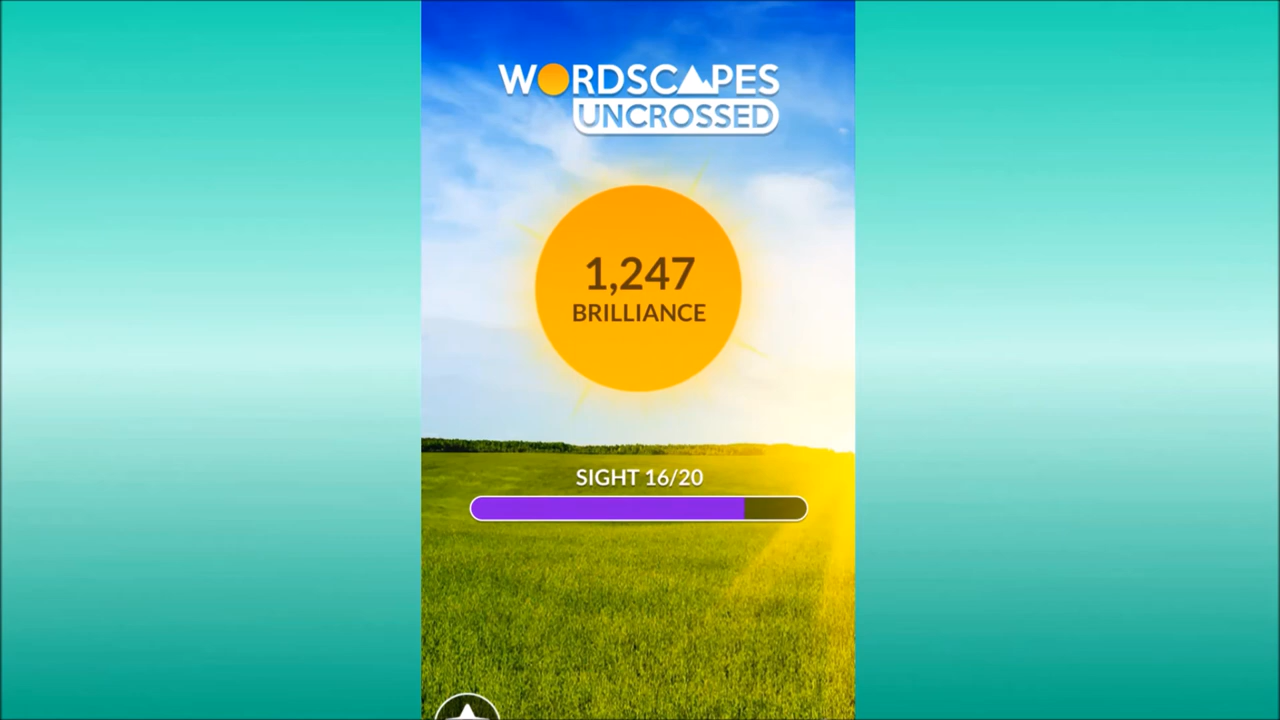 WORDSCAPES
UNCROSSED
1,247
BRILLIANCE
SIGHT 16/20